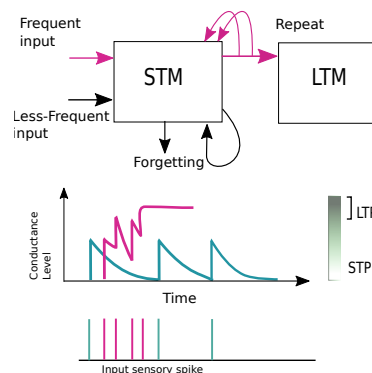 Frequent
input
Repeat
STM
LTM
Less-Frequent
input
Forgetting
Conductance
Level
LTP
STP
Time
Input sensory spike